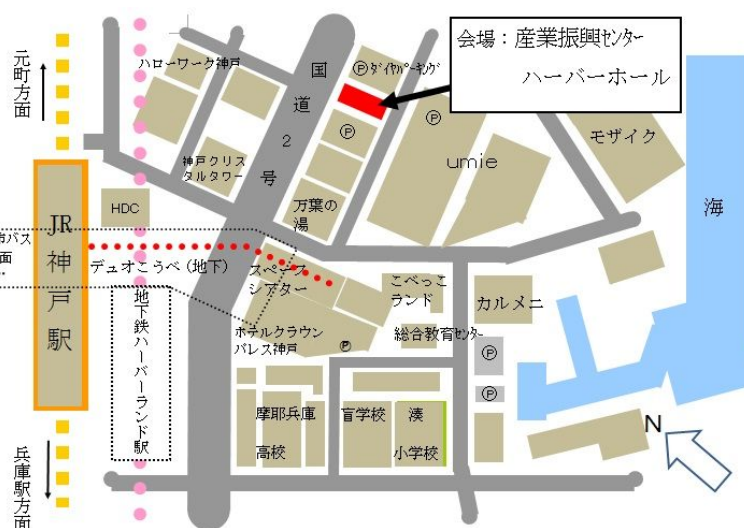 会場：産業振興センター
ハーバーホール
元町方面
国道2号
ハローワーク神戸
Ⓟダイヤパーキング
Ⓟ
Ⓟ
umie
モザイク
海
神戸クリス
タルタワー
万葉の
湯
HDC
市バス
面
JR神戸駅
デュオこうべ（地下）
スペース
シアター
こべっこ
ランド
カルメニ
地下鉄ハーバーランド駅
ホテルクラウン
パレス神戸
総合教育センター
Ⓟ
Ⓟ
Ⓟ
摩耶兵庫
高校
盲学校
湊
小学校
N
兵庫駅方面